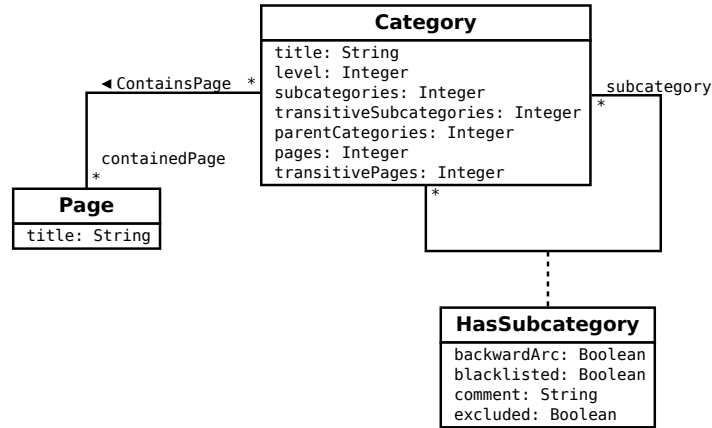 Category
title: String
level: Integer
subcategories: Integer
transitiveSubcategories: Integer
parentCategories: Integer
pages: Integer
transitivePages: Integer
◄ ContainsPage *
subcategory
*
containedPage
*
*
Page
title: String
HasSubcategory
backwardArc: Boolean
blacklisted: Boolean
comment: String
excluded: Boolean